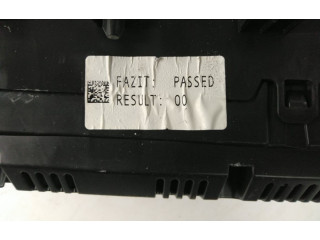 FAZIT: PASSED
RESULT: 00